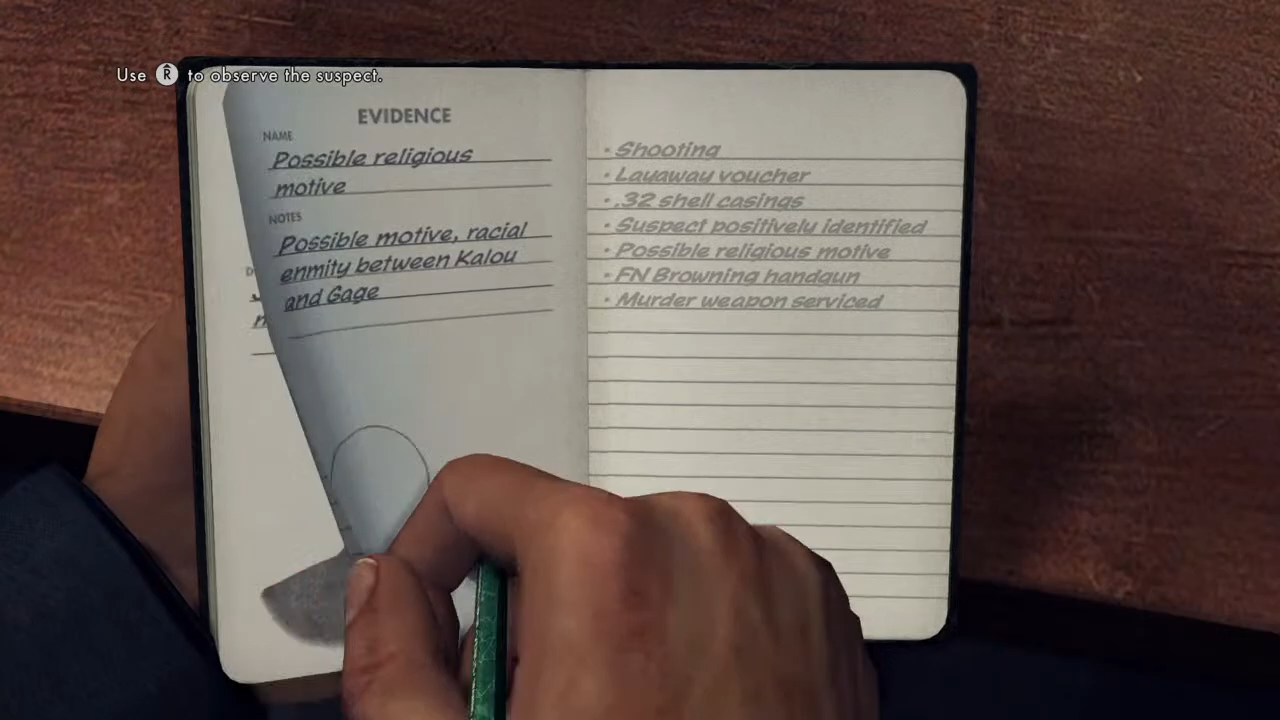 Use R to observe the suspect.
EVIDENCE
NAME
Possible religious
motive
NOTES
Possible motive, racial
enmity between Kalou
and Gage
• Shooting
• Layaway voucher
• .32 shell casings
• Suspect positively identified
• Possible religious motive
• FN Browning handgun
• Murder weapon serviced